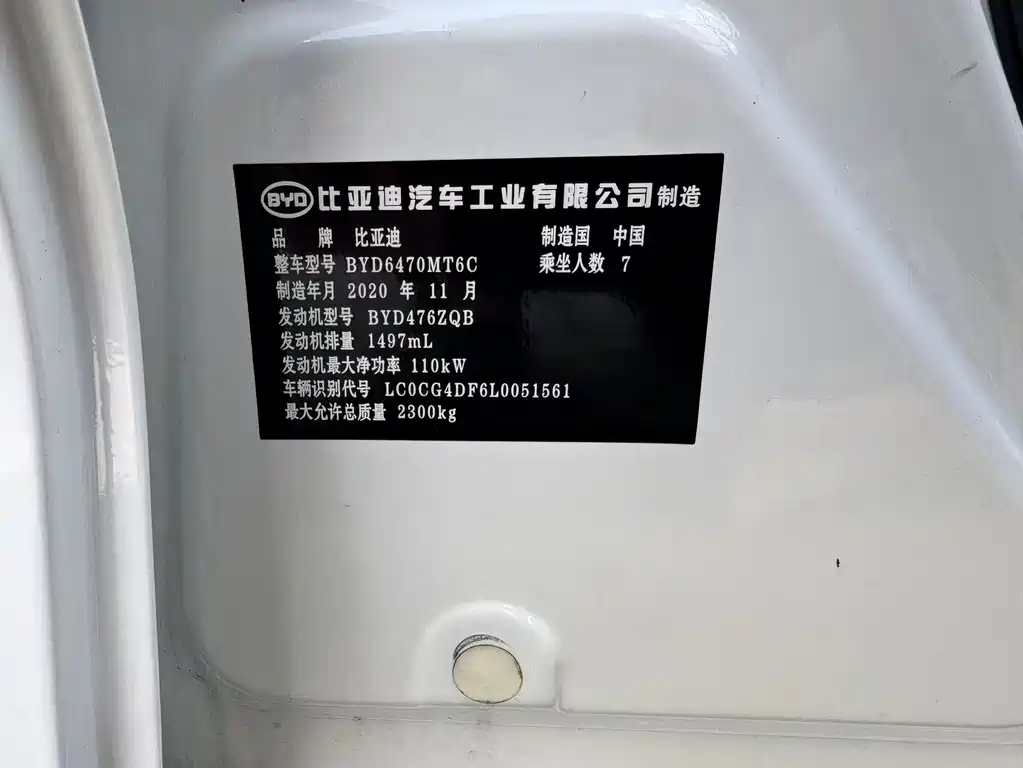 BYD 比亚迪汽车工业有限公司制造
品 牌 比亚迪 制造国 中国
整车型号 BYD6470MT6C 乘坐人数 7
制造年月 2020 年 11 月
发动机型号 BYD476ZQB
发动机排量 1497mL
发动机最大净功率 110kW
车辆识别代号 LC0CG4DF6L0051561
最大允许总质量 2300kg